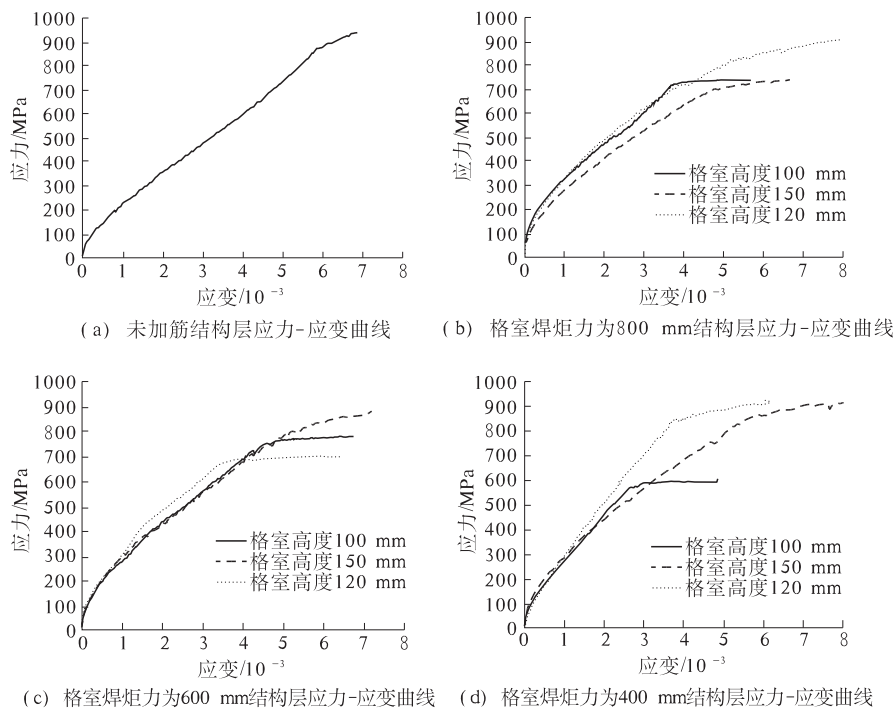 1000
900
800
700
600
500
400
300
200
100
0
应力/MPa
0 1 2 3 4 5 6 7 8
应变/10⁻³
(a) 未加筋结构层应力-应变曲线
1000
900
800
700
600
500
400
300
200
100
0
应力/MPa
格室高度100 mm
格室高度150 mm
格室高度120 mm
0 1 2 3 4 5 6 7 8
应变/10⁻³
(b) 格室焊炬力为800 mm结构层应力-应变曲线
1000
900
800
700
600
500
400
300
200
100
0
应力/MPa
格室高度100 mm
格室高度150 mm
格室高度120 mm
0 1 2 3 4 5 6 7 8
应变/10⁻³
(c) 格室焊炬力为600 mm结构层应力-应变曲线
1000
900
800
700
600
500
400
300
200
100
0
应力/MPa
格室高度100 mm
格室高度150 mm
格室高度120 mm
0 1 2 3 4 5 6 7 8
应变/10⁻³
(d) 格室焊炬力为400 mm结构层应力-应变曲线